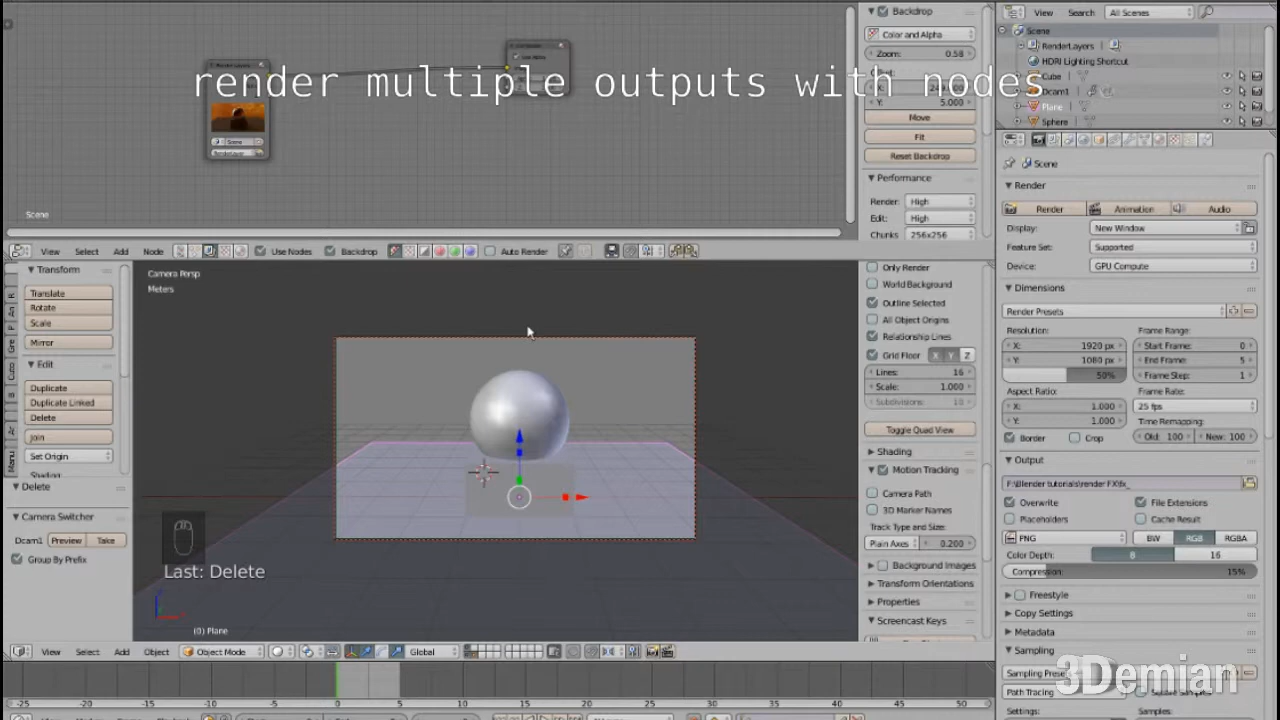 render multiple outputs with nodes
Scene
View Select Add Node Use Nodes Backdrop Auto Render
Backdrop
Color and Alpha
Zoom: 0.58
Y: 5.000
Move
Fit
Reset Backdrop
Performance
Render: High
Edit: High
Chunks 256x256
View Search All Scenes
Scene
RenderLayers
HDRI Lighting Shortcut
Cube
Dcam1
Plane
Sphere
Scene
Render
Render Animation Audio
Display: New Window
Feature Set: Supported
Device: GPU Compute
Dimensions
Render Presets
Resolution: Frame Range:
X: 1920 px Start Frame: 0
Y: 1080 px End Frame: 5
50% Frame Step: 1
Aspect Ratio: Frame Rate:
X: 1.000 25 fps
Y: 1.000 Time Remapping:
Border Crop Old: 100 New: 100
Output
F:\Blender tutorials\render FX\fx_
Overwrite File Extensions
Placeholders Cache Result
PNG BW RGB RGBA
Color Depth: 8 16
Compression: 15%
Freestyle
Copy Settings
Metadata
Sampling
Path Tracing
Settings: Samples:
3Demian
Transform
Translate
Rotate
Scale
Mirror
Edit
Duplicate
Duplicate Linked
Delete
Join
Set Origin
Delete
Camera Switcher
Dcam1 Preview Take
Group By Prefix
Camera Persp
Meters
Last: Delete
(0) Plane
Only Render
World Background
Outline Selected
All Object Origins
Relationship Lines
Grid Floor X Y Z
Lines: 16
Scale: 1.000
Subdivisions: 10
Toggle Quad View
Shading
Motion Tracking
Camera Path
3D Marker Names
Track Type and Size:
Plain Axes 0.200
Background Images
Transform Orientations
Properties
Screencast Keys
View Select Add Object Object Mode Global
-25 -20 -15 -10 -5 0 5 10 15 20 25 30 35 40 45 50